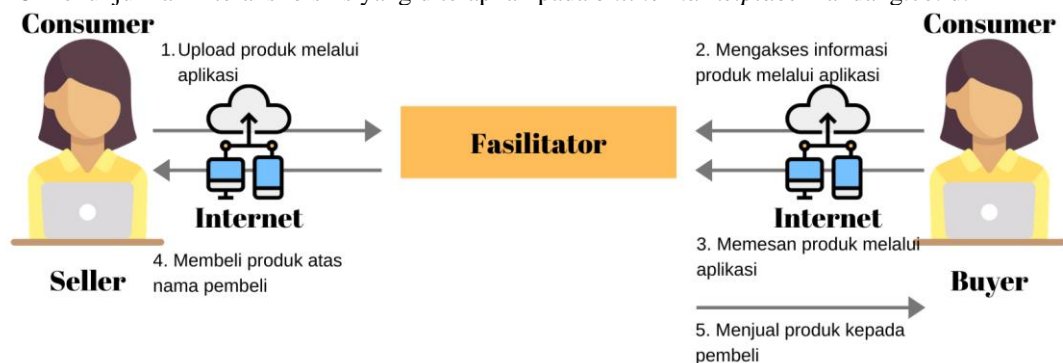 Consumer
1. Upload produk melalui
aplikasi
2. Mengakses informasi
produk melalui aplikasi
Consumer
Fasilitator
Internet
Internet
3. Memesan produk melalui
aplikasi
4. Membeli produk atas
nama pembeli
Seller
Buyer
5. Menjual produk kepada
pembeli